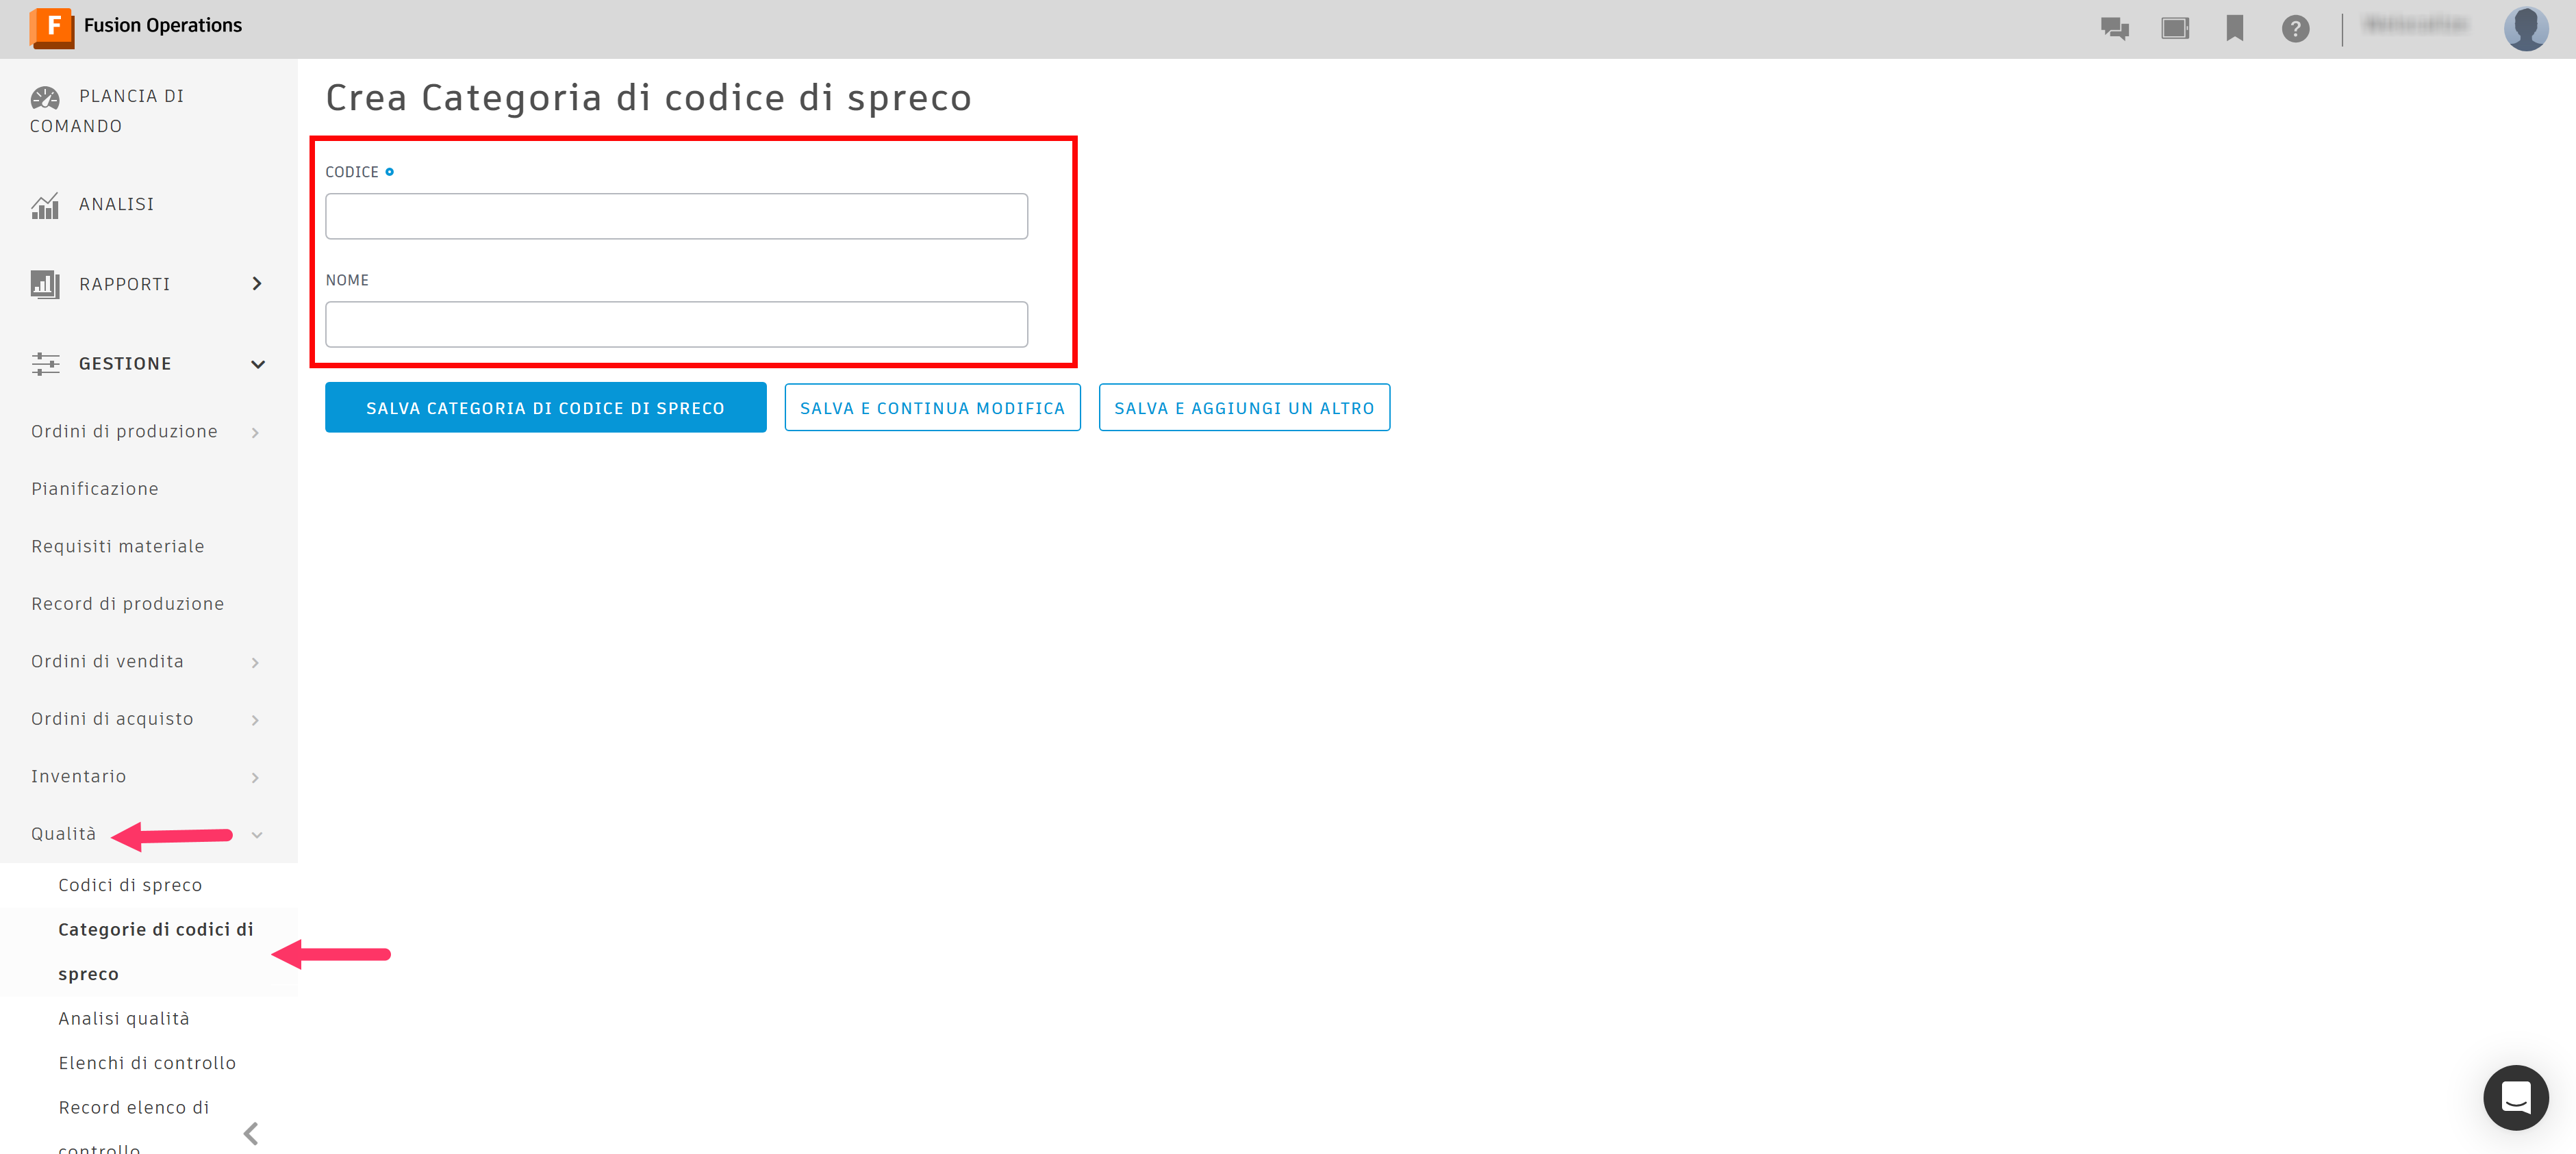 F Fusion Operations
?
PLANCIA DI
COMANDO
ANALISI
RAPPORTI
GESTIONE
Ordini di produzione
Pianificazione
Requisiti materiale
Record di produzione
Ordini di vendita
Ordini di acquisto
Inventario
Qualità
Codici di spreco
Categorie di codici di
spreco
Analisi qualità
Elenchi di controllo
Record elenco di
controllo
Crea Categoria di codice di spreco
CODICE
NOME
SALVA CATEGORIA DI CODICE DI SPRECO
SALVA E CONTINUA MODIFICA
SALVA E AGGIUNGI UN ALTRO